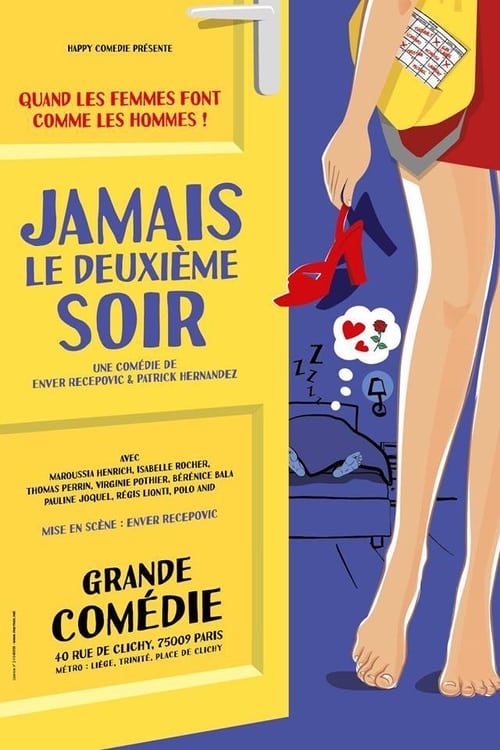 HAPPY COMEDIE PRÉSENTE
QUAND LES FEMMES FONT
COMME LES HOMMES !
JAMAIS
LE DEUXIÈME
SOIR
UNE COMÉDIE DE
ENVER RECEPOVIC & PATRICK HERNANDEZ
AVEC
MAROUSSIA HENRICH, ISABELLE ROCHER,
THOMAS PERRIN, VIRGINIE POTHIER, BÉRÉNICE BALA
PAULINE JOQUEL, RÉGIS LIONTI, POLO AND
MISE EN SCÈNE : ENVER RECEPOVIC
GRANDE
COMÉDIE
40 RUE DE CLICHY, 75009 PARIS
MÉTRO : LIÈGE, TRINITÉ, PLACE DE CLICHY
ZZZ